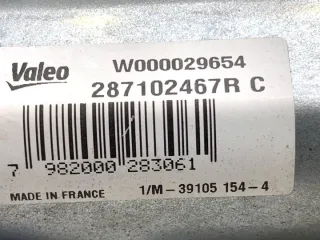 Valeo W000029654
287102467R C
7 982000 283061
MADE IN FRANCE 1/M-39105 154-4